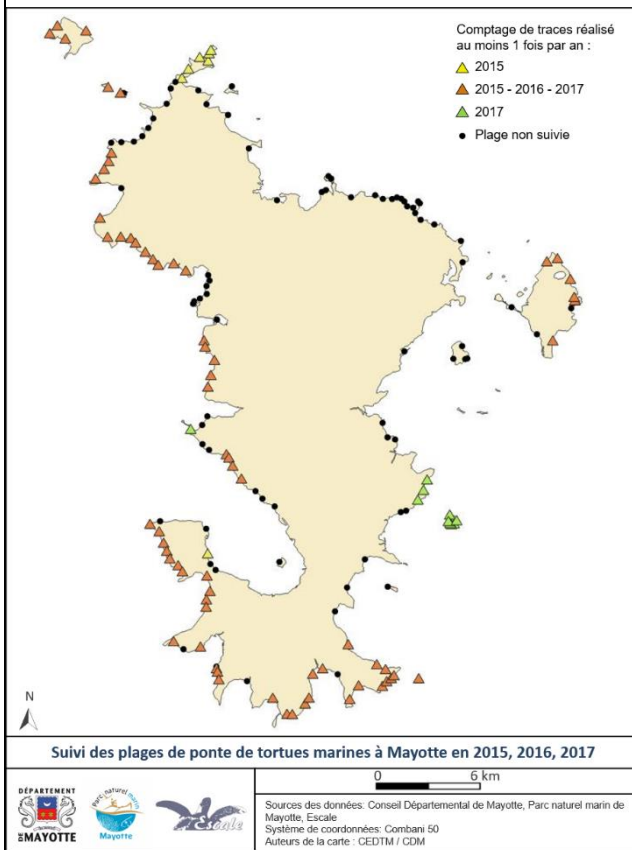 Comptage de traces réalisé
au moins 1 fois par an :
2015
2015 - 2016 - 2017
2017
Plage non suivie
N
Suivi des plages de ponte de tortues marines à Mayotte en 2015, 2016, 2017
DÉPARTEMENT
DE MAYOTTE
Parc naturel marin
Mayotte
Escale
0 6 km
Sources des données: Conseil Départemental de Mayotte, Parc naturel marin de
Mayotte, Escale
Système de coordonnées: Combani 50
Auteurs de la carte : CEDTM / CDM